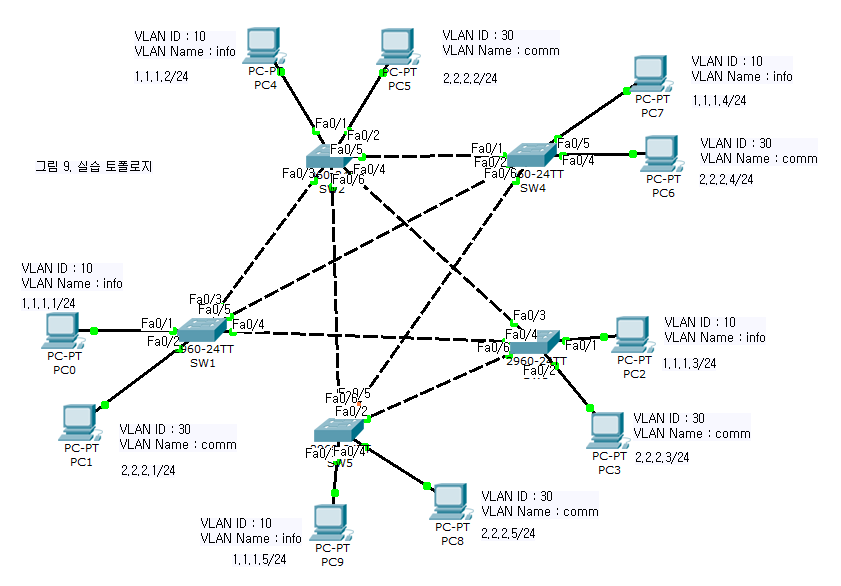 VLAN ID : 10
VLAN Name : info
1,1,1,2/24
PC-PT
PC4
VLAN ID : 30
VLAN Name : comm
2,2,2,2/24
PC-PT
PC5
VLAN ID : 10
VLAN Name : info
1,1,1,4/24
PC-PT
PC7
VLAN ID : 30
VLAN Name : comm
2,2,2,4/24
PC-PT
PC6
그림 9, 실습 토폴로지
Fa0/1
Fa0/2
Fa0/5
Fa0/4
Fa0/3
Fa0/6
SW2
Fa0/1
Fa0/2
Fa0/6
Fa0/5
Fa0/4
960-24TT
SW4
VLAN ID : 10
VLAN Name : info
1,1,1,1/24
PC-PT
PC0
Fa0/3
Fa0/5
Fa0/1
Fa0/4
Fa0/2
2960-24TT
SW1
VLAN ID : 30
VLAN Name : comm
2,2,2,1/24
PC-PT
PC1
Fa0/3
Fa0/4
Fa0/6
Fa0/1
Fa0/2
VLAN ID : 10
VLAN Name : info
1,1,1,3/24
PC-PT
PC2
VLAN ID : 30
VLAN Name : comm
2,2,2,3/24
PC-PT
PC3
Fa0/2
Fa0/4
SW5
VLAN ID : 30
VLAN Name : comm
2,2,2,5/24
PC-PT
PC8
VLAN ID : 10
VLAN Name : info
1,1,1,5/24
PC-PT
PC9